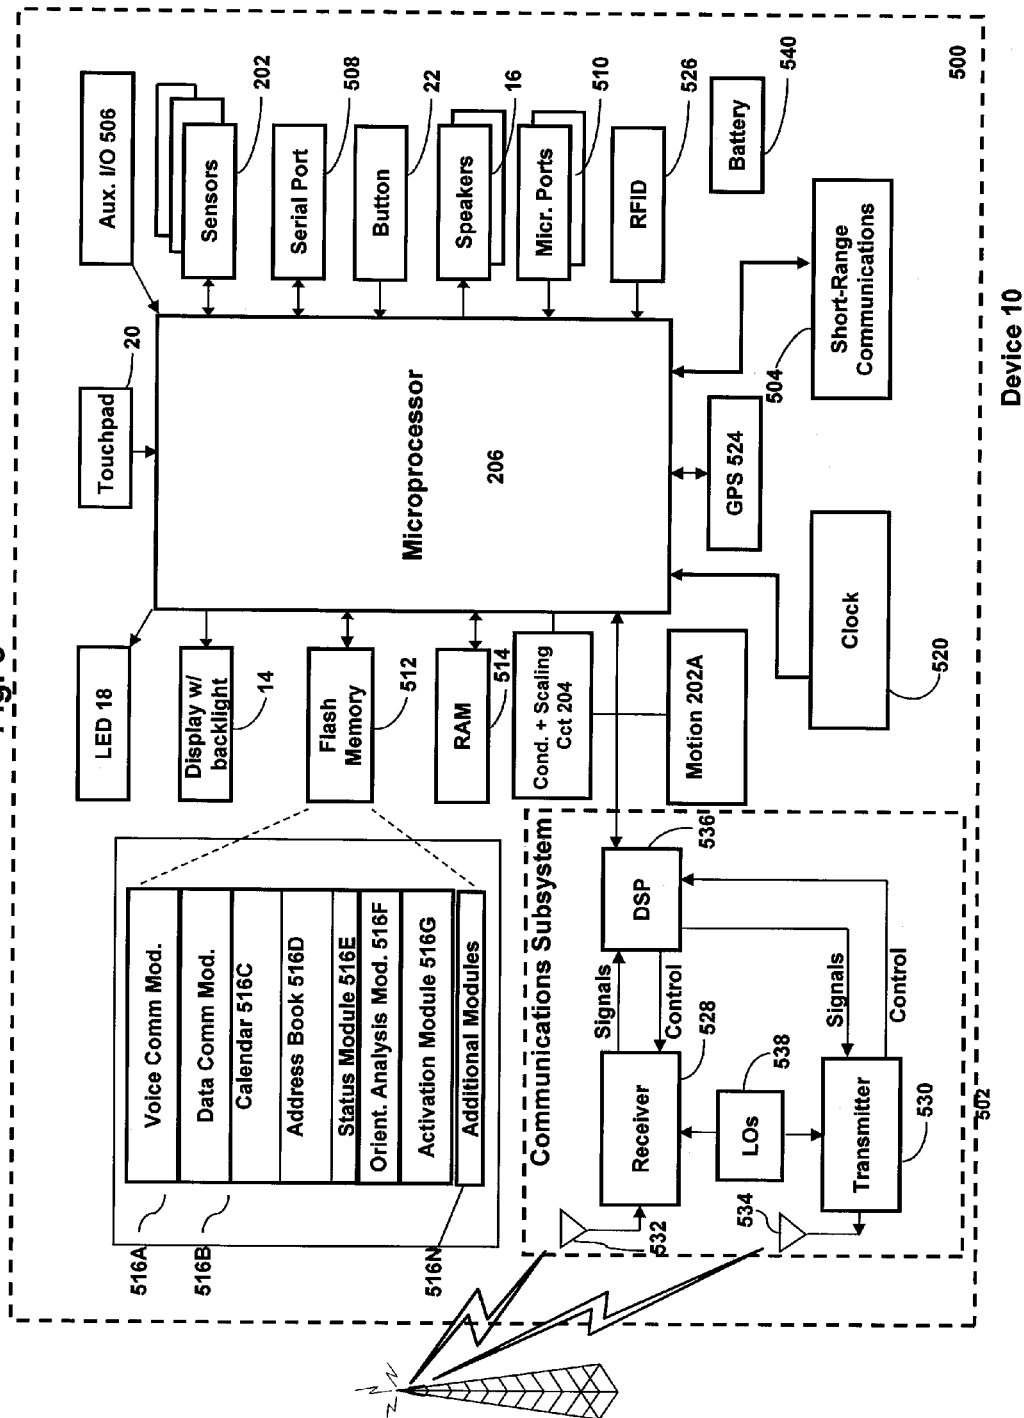 500
Aux. I/O 506
Sensors
202
Serial Port
508
Button
22
Speakers
16
Micr. Ports
510
RFID
526
Battery
540
Touchpad
20
Microprocessor
206
GPS 524
504
Short-Range
Communications
LED 18
Display w/
backlight
14
Flash
Memory
512
RAM
514
Cond. + Scaling
Cct 204
Motion 202A
Clock
520
Voice Comm Mod.
Data Comm Mod.
Calendar 516C
Address Book 516D
Status Module 516E
Orient. Analysis Mod. 516F
Activation Module 516G
Additional Modules
516A
516B
516N
Communications Subsystem
DSP
536
Signals
Control
Signals
Control
Receiver
528
LOs
538
Transmitter
530
532
534
502
Device 10